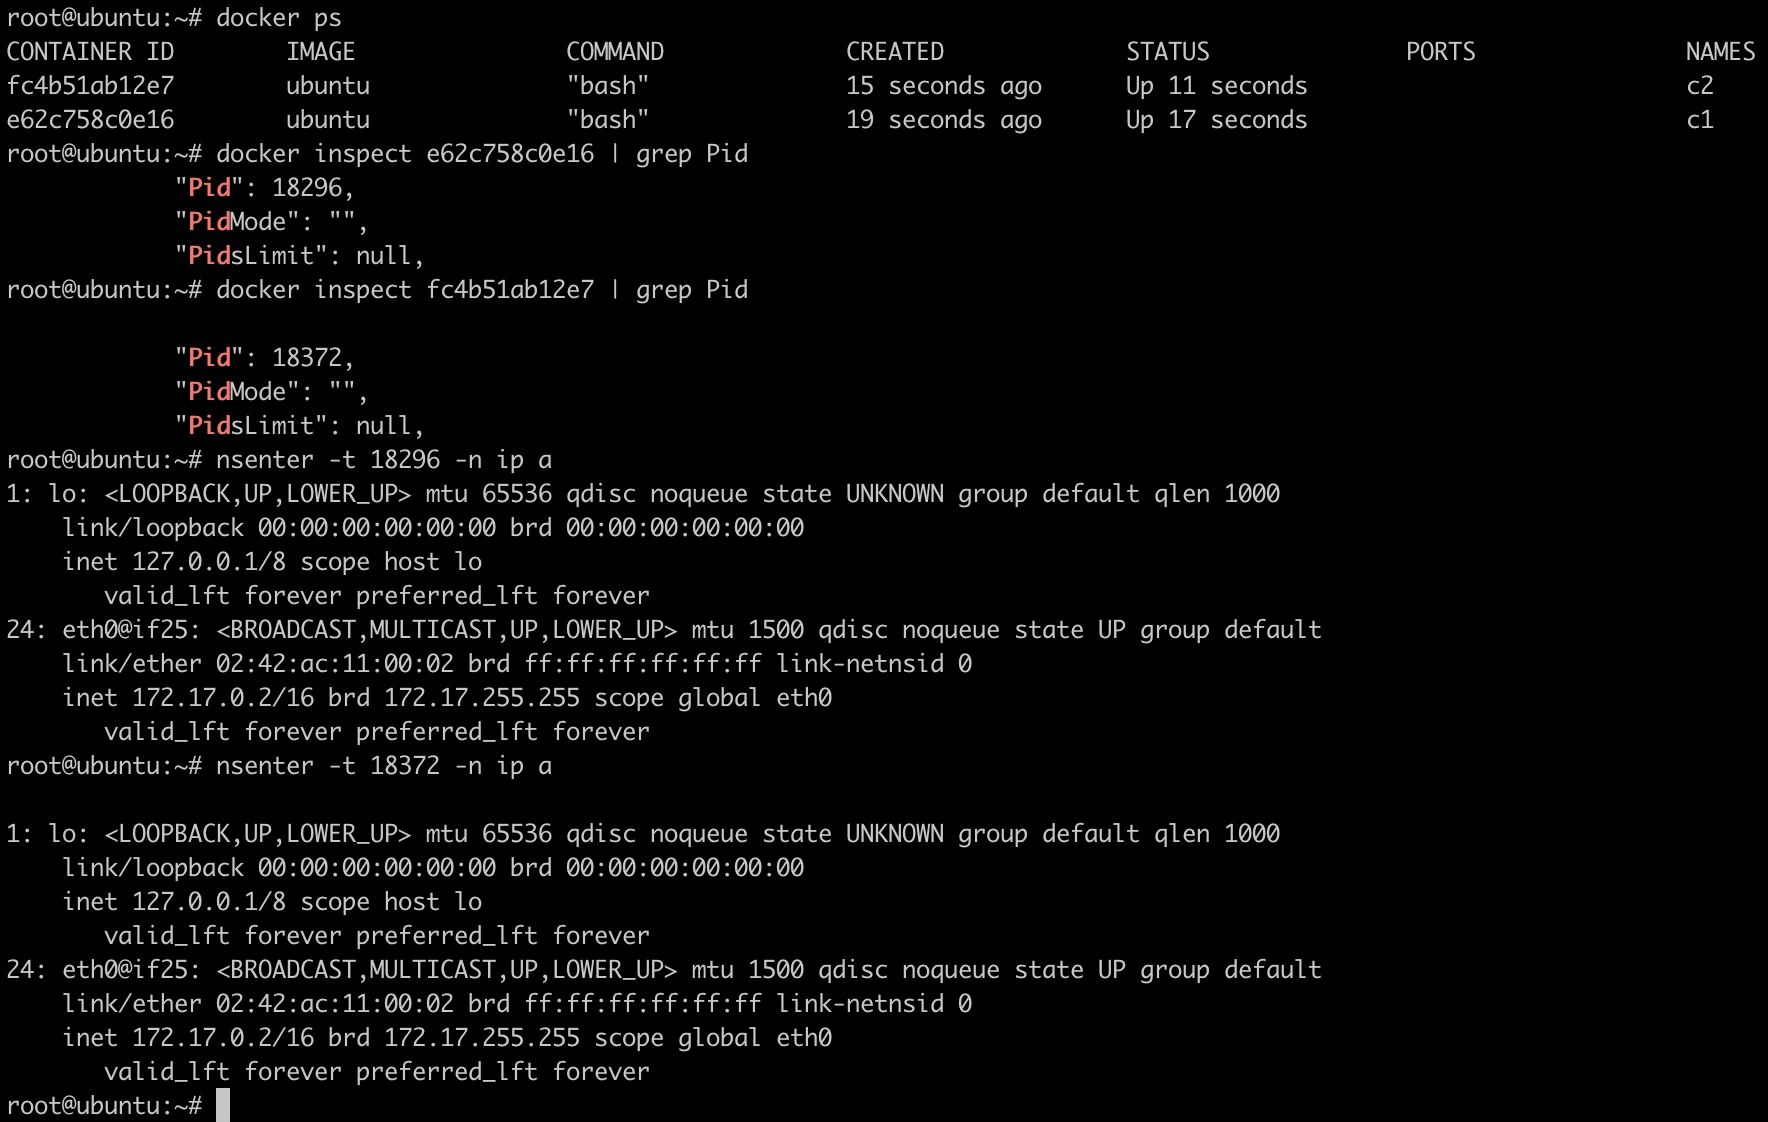 root@ubuntu:~# docker ps
CONTAINER ID        IMAGE               COMMAND             CREATED             STATUS              PORTS               NAMES
fc4b51ab12e7        ubuntu              "bash"              15 seconds ago      Up 11 seconds                           c2
e62c758c0e16        ubuntu              "bash"              19 seconds ago      Up 17 seconds                           c1
root@ubuntu:~# docker inspect e62c758c0e16 | grep Pid
            "Pid": 18296,
            "PidMode": "",
            "PidsLimit": null,
root@ubuntu:~# docker inspect fc4b51ab12e7 | grep Pid
            "Pid": 18372,
            "PidMode": "",
            "PidsLimit": null,
root@ubuntu:~# nsenter -t 18296 -n ip a
1: lo: <LOOPBACK,UP,LOWER_UP> mtu 65536 qdisc noqueue state UNKNOWN group default qlen 1000
    link/loopback 00:00:00:00:00:00 brd 00:00:00:00:00:00
    inet 127.0.0.1/8 scope host lo
       valid_lft forever preferred_lft forever
24: eth0@if25: <BROADCAST,MULTICAST,UP,LOWER_UP> mtu 1500 qdisc noqueue state UP group default
    link/ether 02:42:ac:11:00:02 brd ff:ff:ff:ff:ff:ff link-netnsid 0
    inet 172.17.0.2/16 brd 172.17.255.255 scope global eth0
       valid_lft forever preferred_lft forever
root@ubuntu:~# nsenter -t 18372 -n ip a
1: lo: <LOOPBACK,UP,LOWER_UP> mtu 65536 qdisc noqueue state UNKNOWN group default qlen 1000
    link/loopback 00:00:00:00:00:00 brd 00:00:00:00:00:00
    inet 127.0.0.1/8 scope host lo
       valid_lft forever preferred_lft forever
24: eth0@if25: <BROADCAST,MULTICAST,UP,LOWER_UP> mtu 1500 qdisc noqueue state UP group default
    link/ether 02:42:ac:11:00:02 brd ff:ff:ff:ff:ff:ff link-netnsid 0
    inet 172.17.0.2/16 brd 172.17.255.255 scope global eth0
       valid_lft forever preferred_lft forever
root@ubuntu:~#